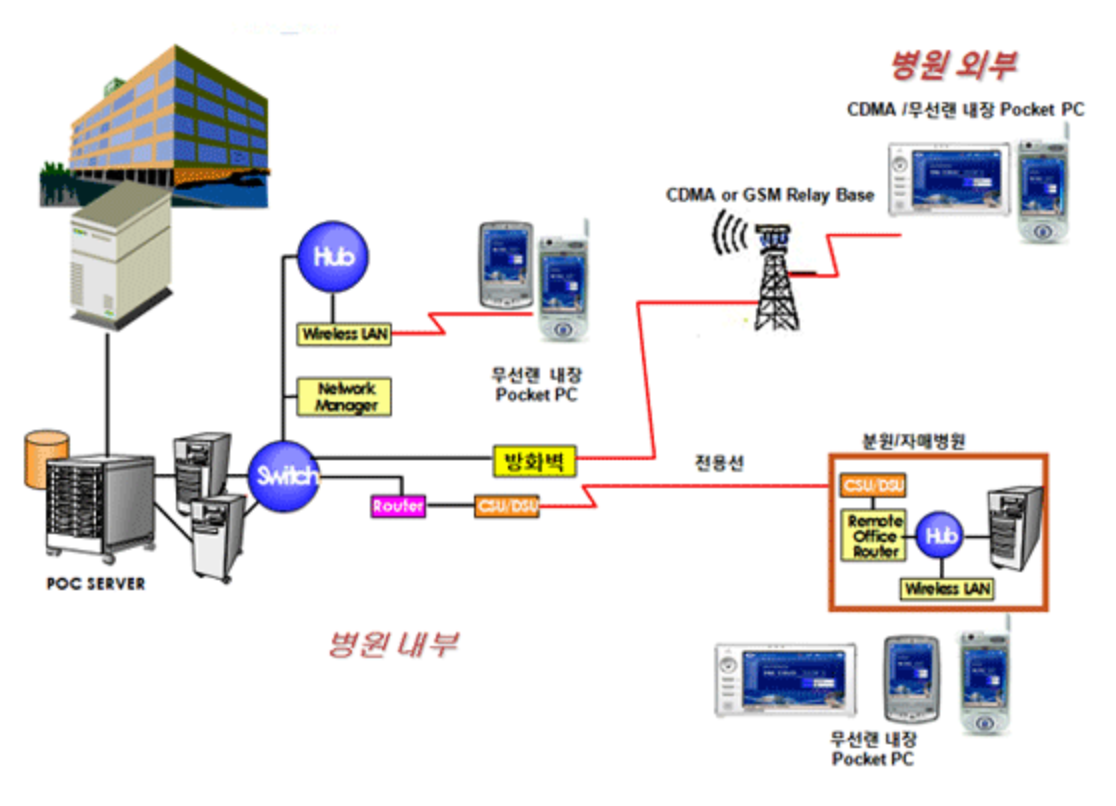 병원 외부
CDMA /무선랜 내장 Pocket PC
CDMA or GSM Relay Base
Hub
Wireless LAN
무선랜 내장
Pocket PC
Network
Manager
방화벽
Switch
Router
CSU/DSU
전용선
분원/자매병원
CSU/DSU
Remote
Office
Router
Hub
Wireless LAN
POC SERVER
병원 내부
무선랜 내장
Pocket PC